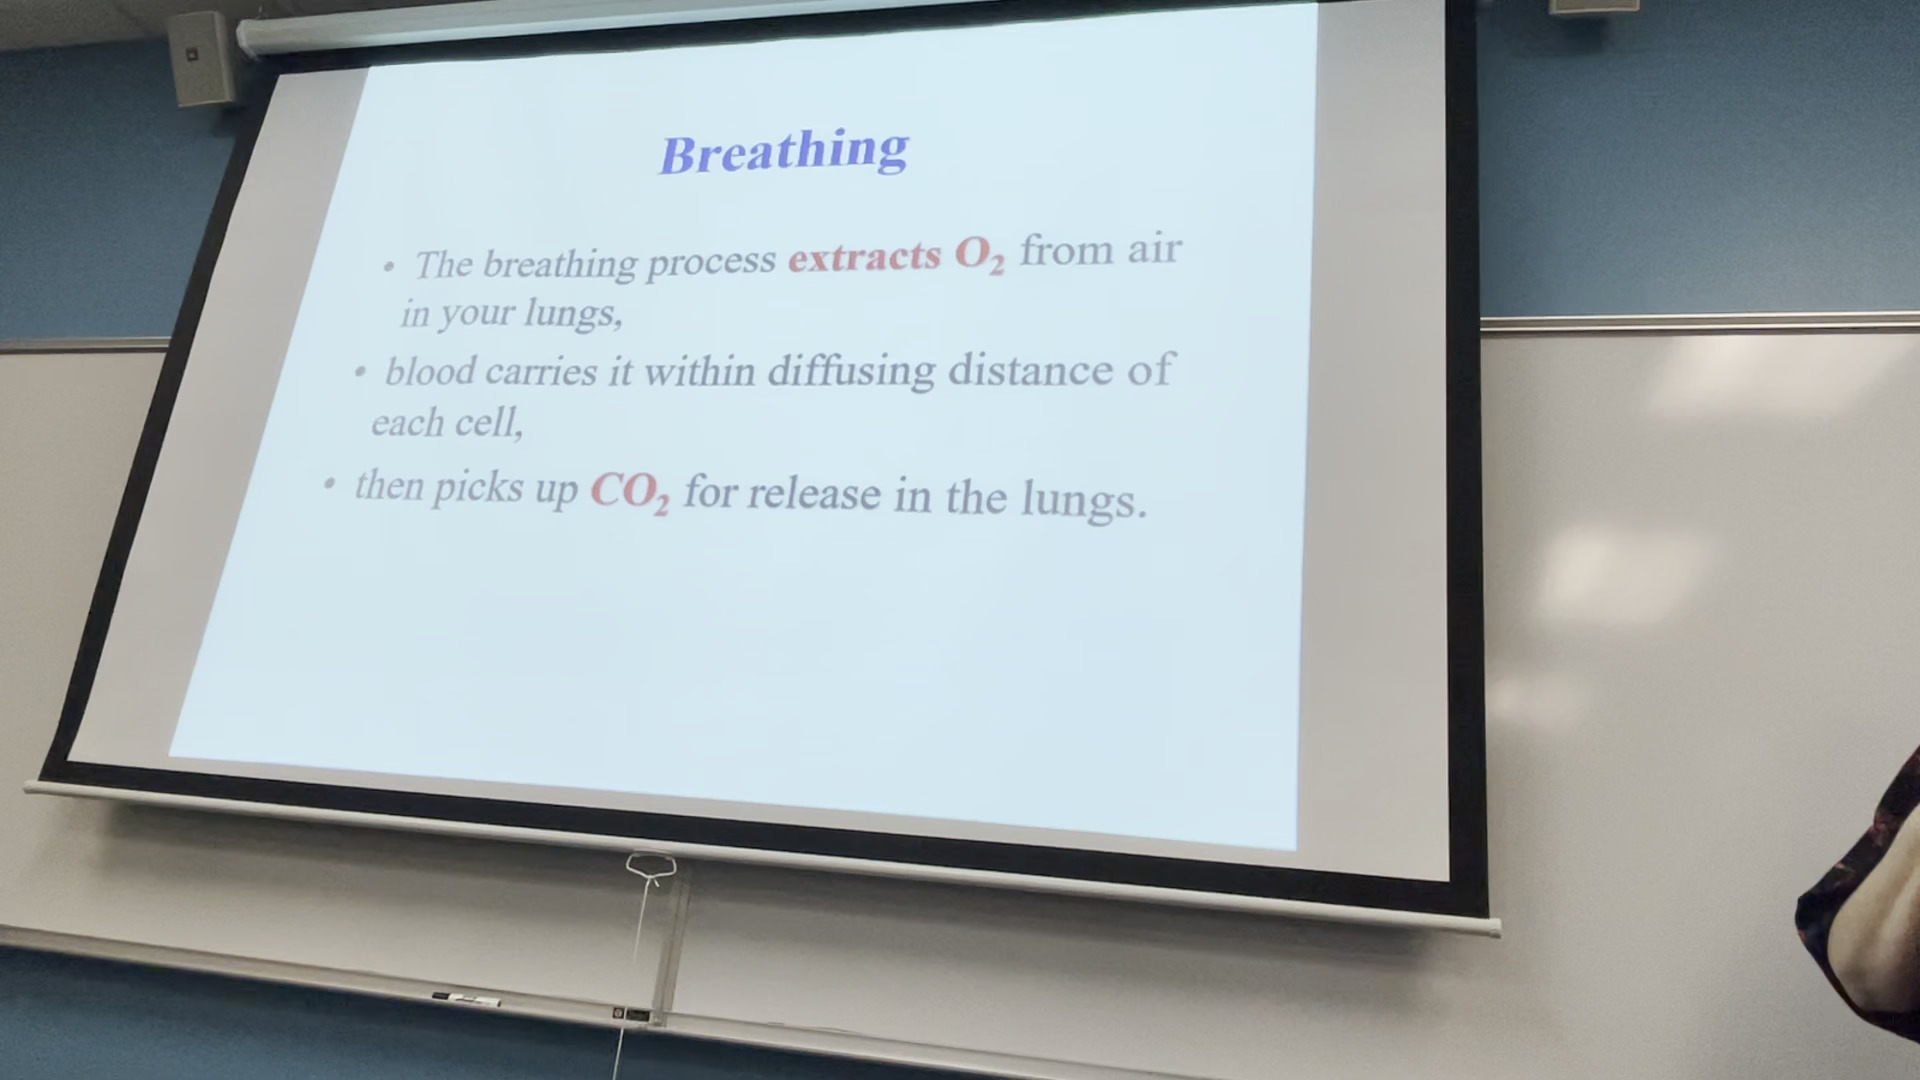 Breathing
• The breathing process extracts O₂ from air
in your lungs,
• blood carries it within diffusing distance of
each cell,
• then picks up CO₂ for release in the lungs.